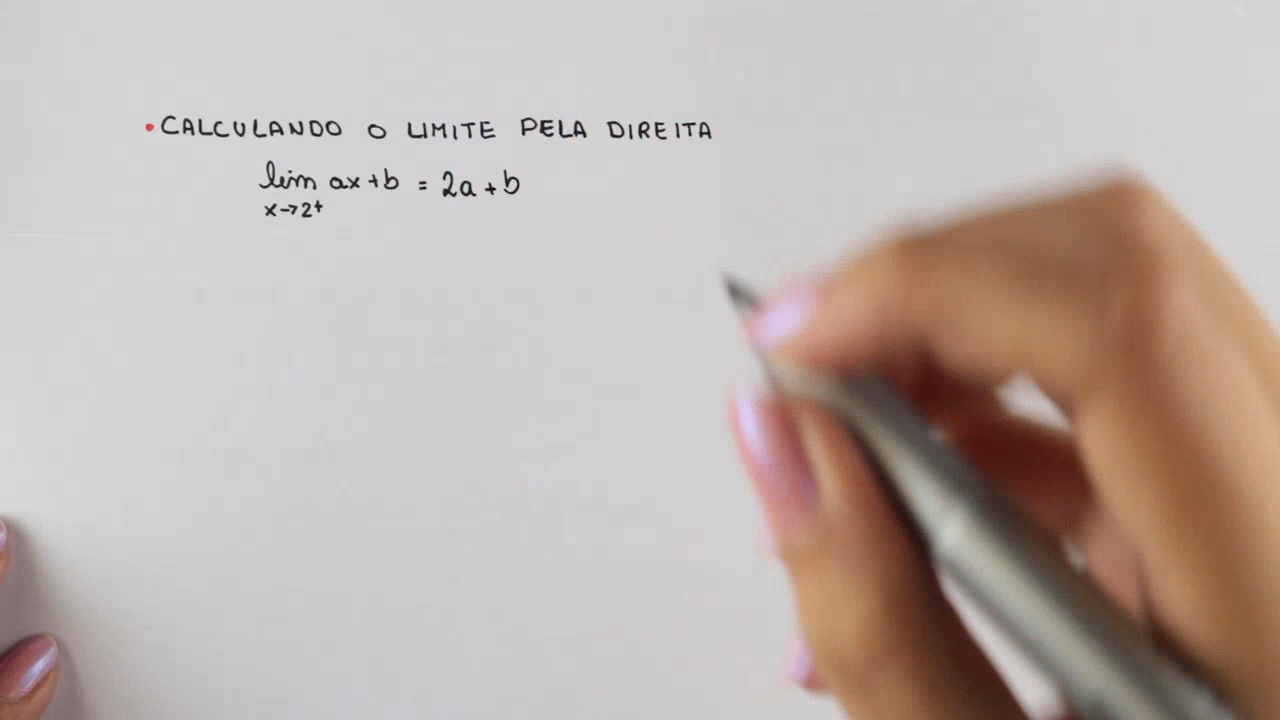 • CALCULANDO O LIMITE PELA DIREITA
lim ax+b = 2a+b
x→2⁺